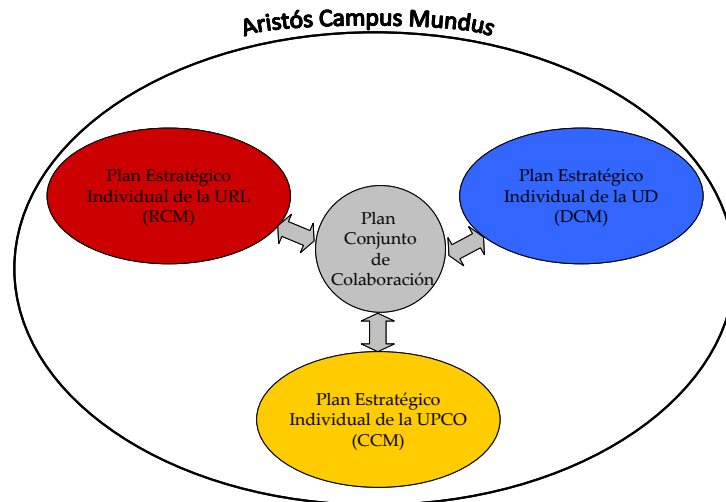 Aristós Campus Mundus
Plan Estratégico
Individual de la URL
(RCM)
Plan Estratégico
Individual de la UD
(DCM)
Plan
Conjunto
de
Colaboración
Plan Estratégico
Individual de la UPCO
(CCM)